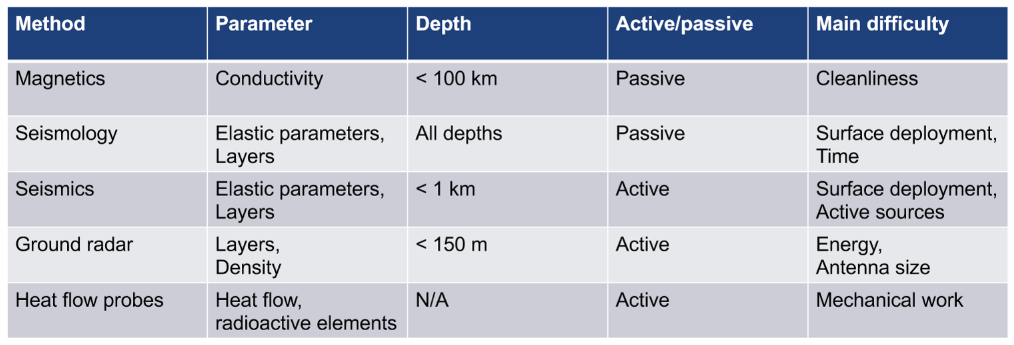 Method Parameter Depth Active/passive Main difficulty
Magnetics Conductivity < 100 km Passive Cleanliness
Seismology Elastic parameters, All depths Passive Surface deployment,
Layers Time
Seismics Elastic parameters, < 1 km Active Surface deployment,
Layers Active sources
Ground radar Layers, < 150 m Active Energy,
Density Antenna size
Heat flow probes Heat flow, N/A Active Mechanical work
radioactive elements